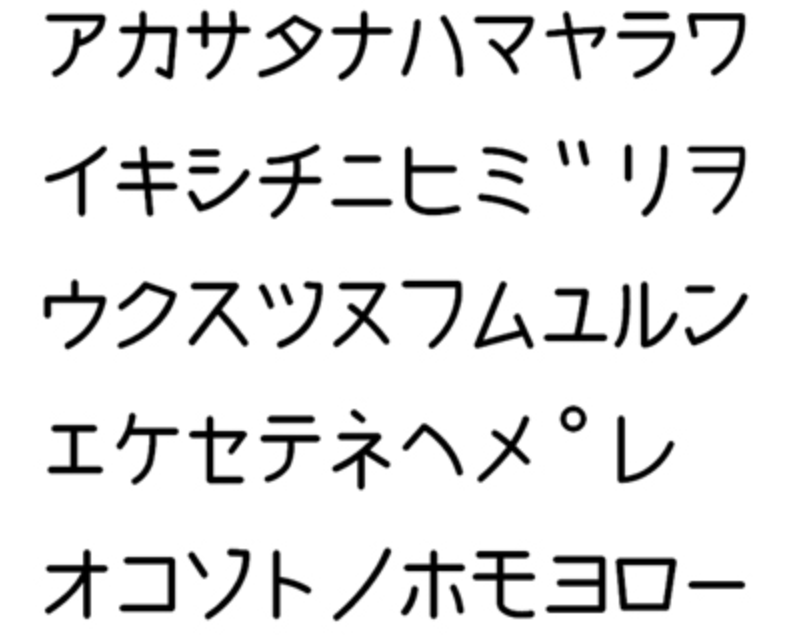 アカサタナハマヤララワ
イキシチニヒミ゛リヲ
ウクスツヌフムユルン
エケセテネヘメ゜レ
オコソトノホモヨロー